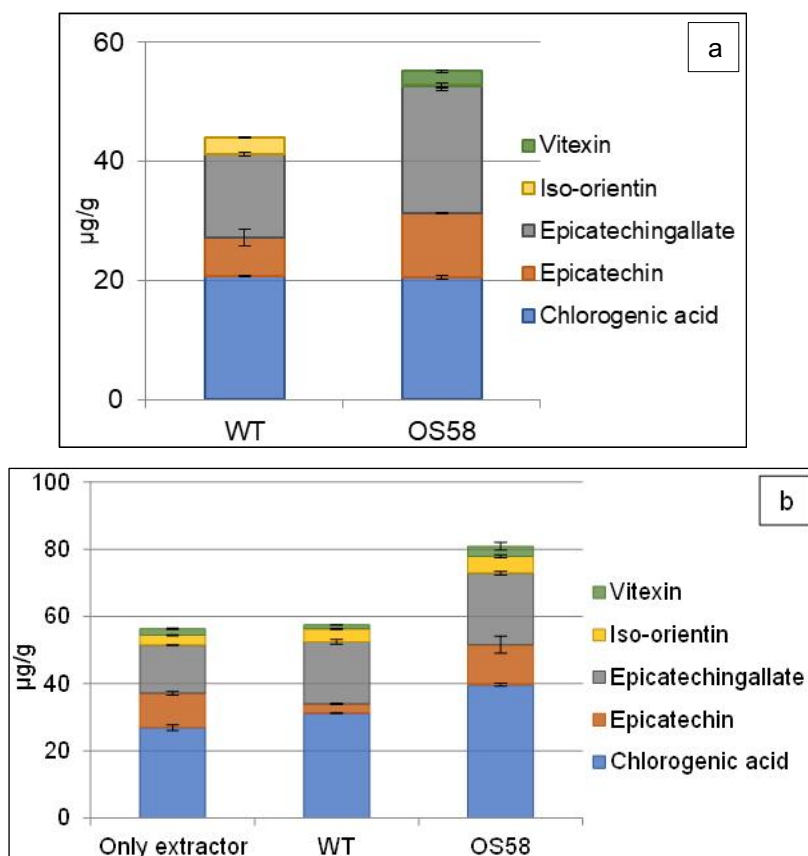 a
60
40
20
0
µg/g
WT
OS58
Vitexin
Iso-orientin
Epicatechingallate
Epicatechin
Chlorogenic acid
b
100
80
60
40
20
0
µg/g
Only extractor
WT
OS58
Vitexin
Iso-orientin
Epicatechingallate
Epicatechin
Chlorogenic acid